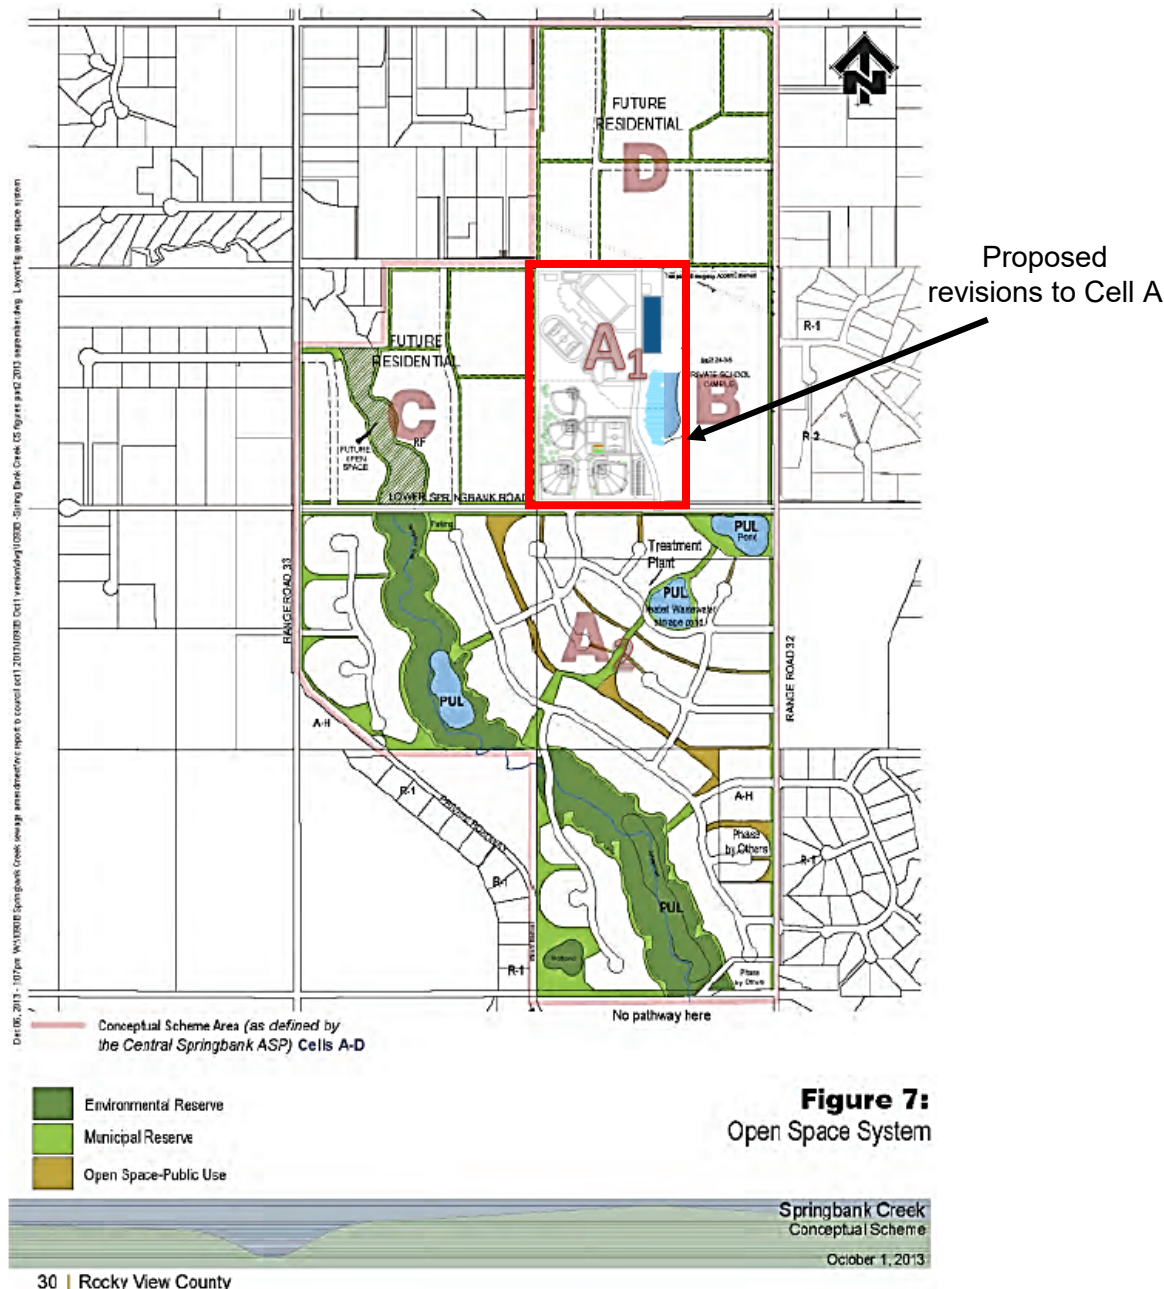 N
FUTURE
RESIDENTIAL
D
Proposed
revisions to Cell A
R-1
A1
FUTURE
RESIDENTIAL
PRIVATE SCHOOL
CAMPUS
B
C
RF
R-2
FUTURE
OPEN
SPACE
LOWER SPRINGBANK ROAD
PUL
Pond
Treatment
Plant
PUL
storage pond
RANGE ROAD 33
A2
RANGE ROAD 32
PUL
A-H
R-1
A-H
Phase
by Others
R-1
R-1
PUL
R-1
Wetland
Phase
by Others
No pathway here
Conceptual Scheme Area (as defined by
the Central Springbank ASP) Cells A-D
Environmental Reserve
Municipal Reserve
Open Space-Public Use
Figure 7:
Open Space System
Springbank Creek
Conceptual Scheme
October 1, 2013
30 | Rocky View County